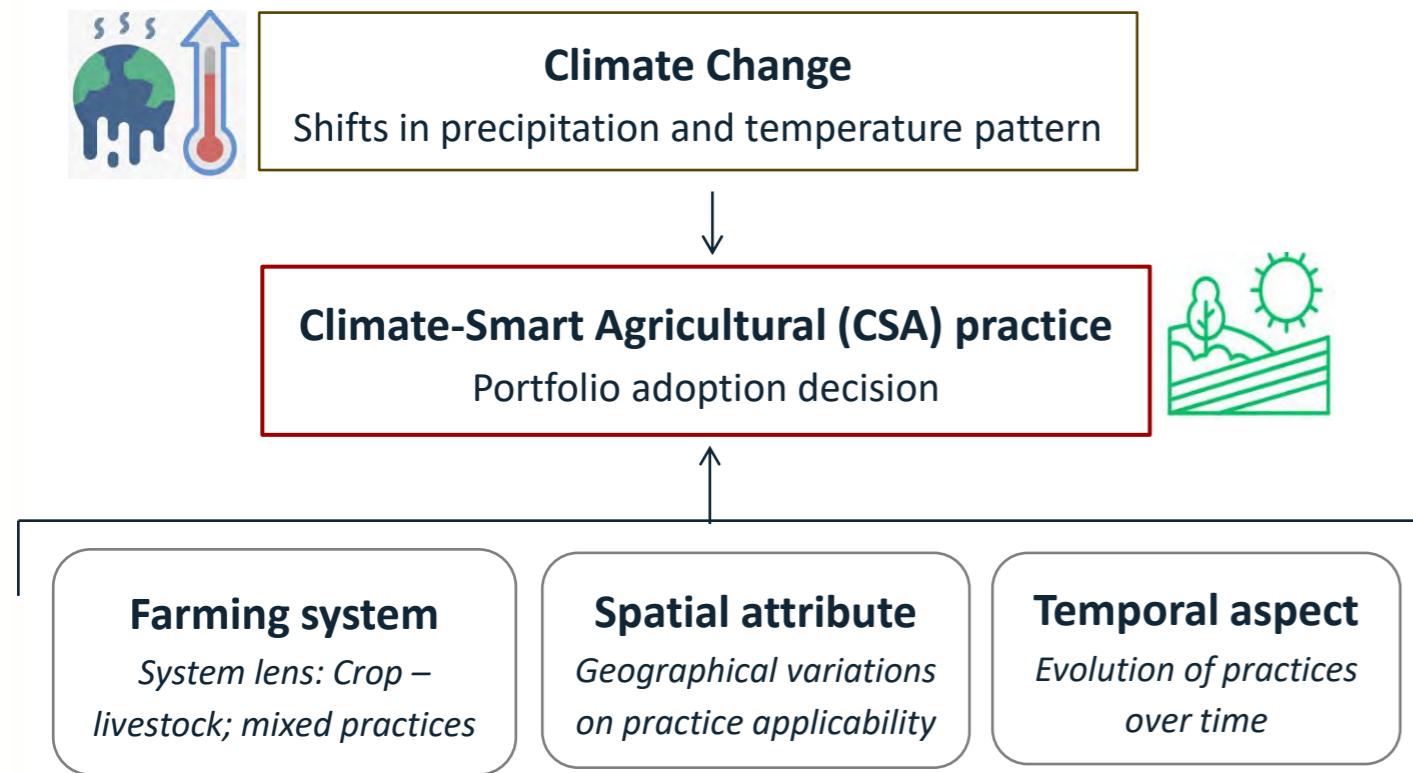 Climate Change
Shifts in precipitation and temperature pattern
Climate-Smart Agricultural (CSA) practice
Portfolio adoption decision
Farming system
System lens: Crop –
livestock; mixed practices
Spatial attribute
Geographical variations
on practice applicability
Temporal aspect
Evolution of practices
over time